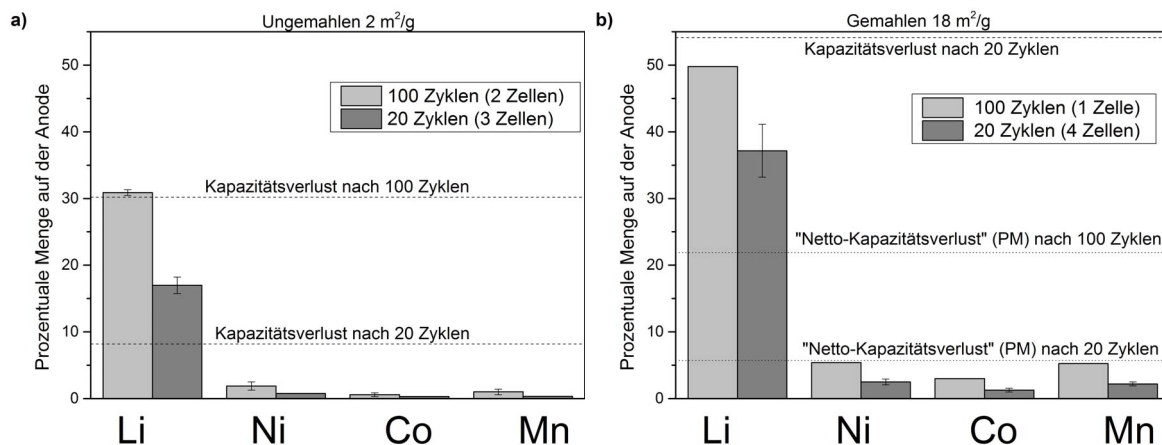 a)
Ungemahlen 2 m²/g
Prozentuale Menge auf der Anode
50
40
30
20
10
0
100 Zyklen (2 Zellen)
20 Zyklen (3 Zellen)
Kapazitätsverlust nach 100 Zyklen
Kapazitätsverlust nach 20 Zyklen
Li Ni Co Mn
b)
Gemahlen 18 m²/g
Prozentuale Menge auf der Anode
50
40
30
20
10
0
Kapazitätsverlust nach 20 Zyklen
100 Zyklen (1 Zelle)
20 Zyklen (4 Zellen)
"Netto-Kapazitätsverlust" (PM) nach 100 Zyklen
"Netto-Kapazitätsverlust" (PM) nach 20 Zyklen
Li Ni Co Mn